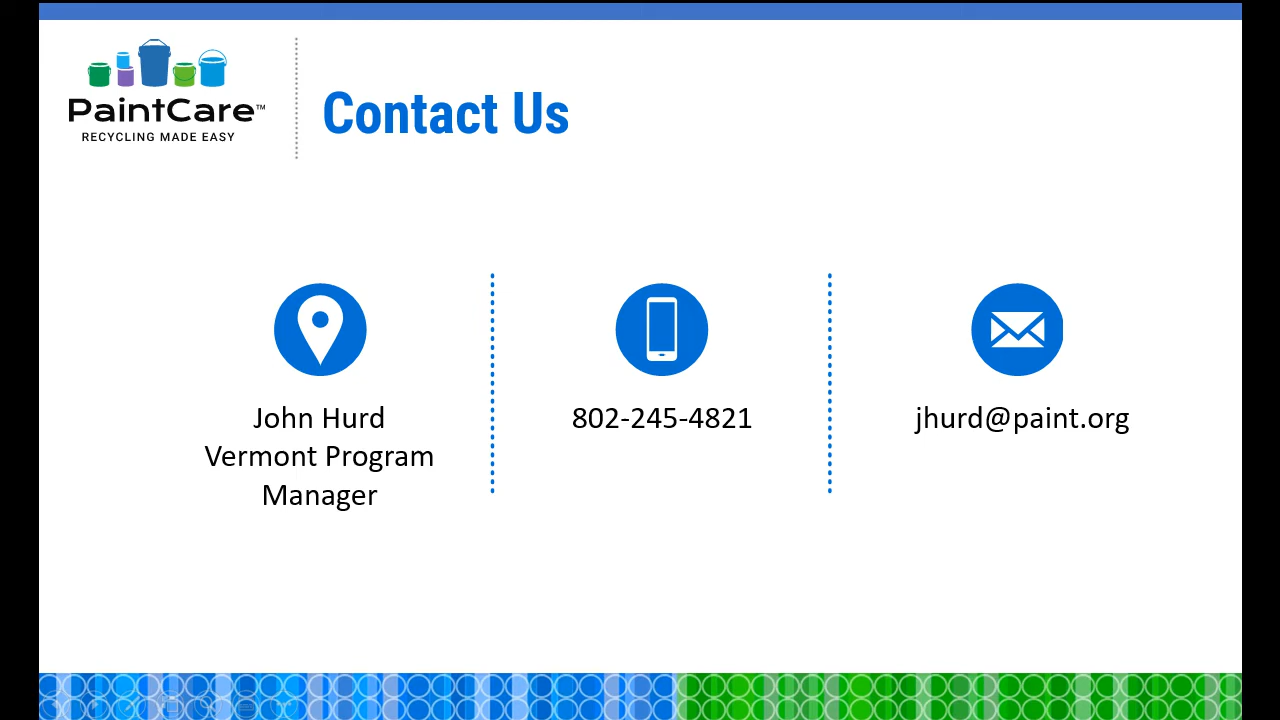 PaintCare™
RECYCLING MADE EASY
Contact Us
John Hurd
Vermont Program
Manager
802-245-4821
jhurd@paint.org